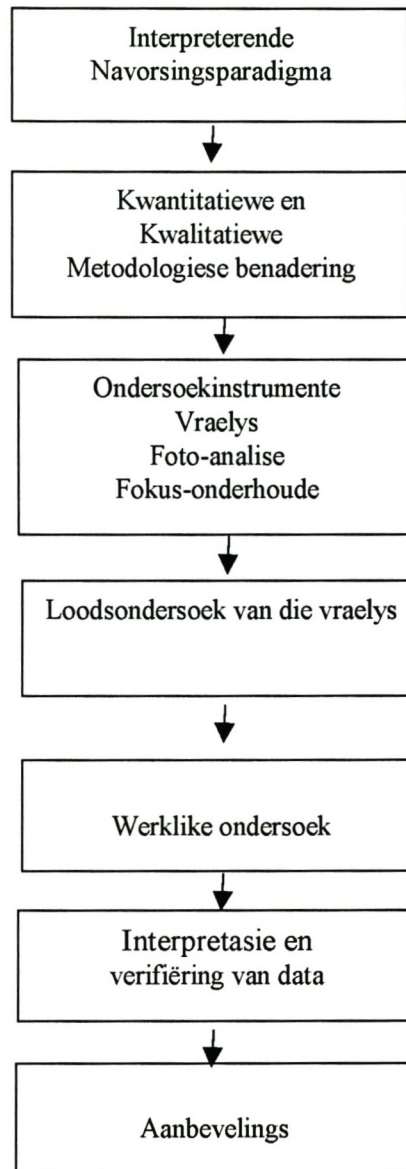 Interpreterende
Navorsingsparadigma
Kwantitatiewe en
Kwalitatiewe
Metodologiese benadering
Ondersoekinstrumente
Vraelys
Foto-analise
Fokus-onderhoude
Loodsondersoek van die vraelys
Werklike ondersoek
Interpretasie en
verifiëring van data
Aanbevelings